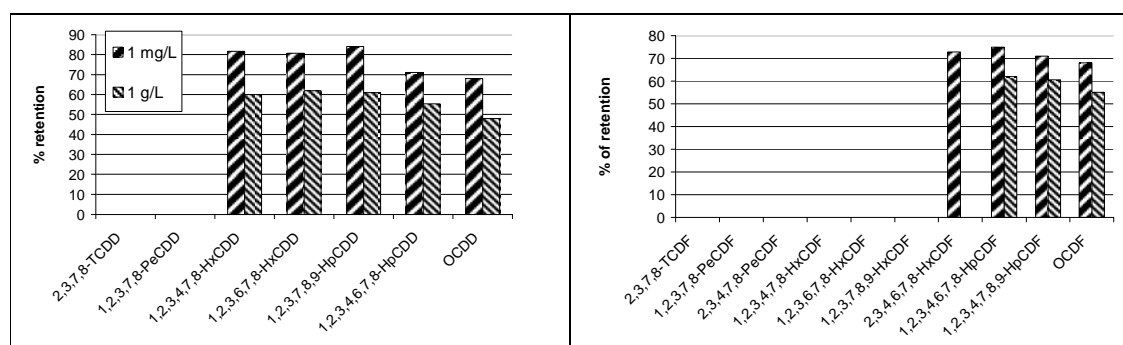 % retention
90
80
70
60
50
40
30
20
10
0
1 mg/L
1 g/L
2,3,7,8-TCDD
1,2,3,7,8-PeCDD
1,2,3,4,7,8-HxCDD
1,2,3,6,7,8-HxCDD
1,2,3,7,8,9-HpCDD
1,2,3,4,6,7,8-HpCDD
OCDD
% of retention
80
70
60
50
40
30
20
10
0
2,3,7,8-TCDF
1,2,3,7,8-PeCDF
2,3,4,7,8-PeCDF
1,2,3,4,7,8-HxCDF
1,2,3,6,7,8-HxCDF
1,2,3,7,8,9-HxCDF
2,3,4,6,7,8-HxCDF
1,2,3,4,6,7,8-HpCDF
1,2,3,4,7,8,9-HpCDF
OCDF